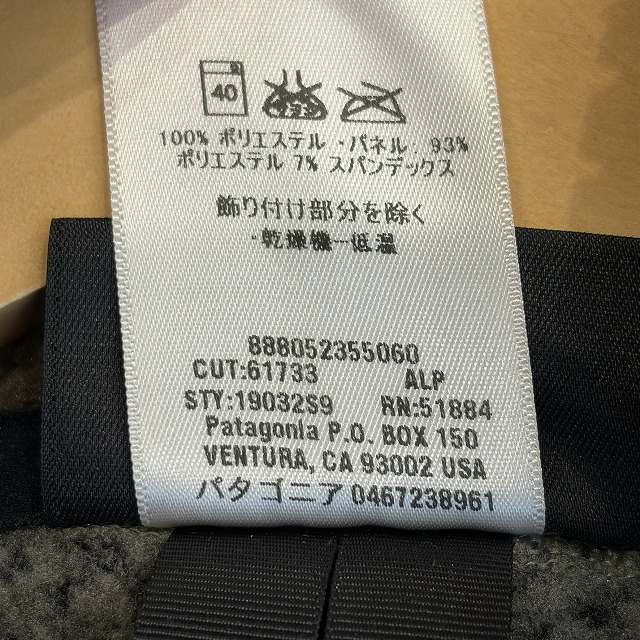 40
100% ポリエステル ・パネル: 93%
ポリエステル 7% スパンデックス
飾り付け部分を除く
・乾燥機ー低温
888052355060
CUT:61733 ALP
STY:19032S9 RN:51884
Patagonia P.O. BOX 150
VENTURA, CA 93002 USA
パタゴニア 0467238961